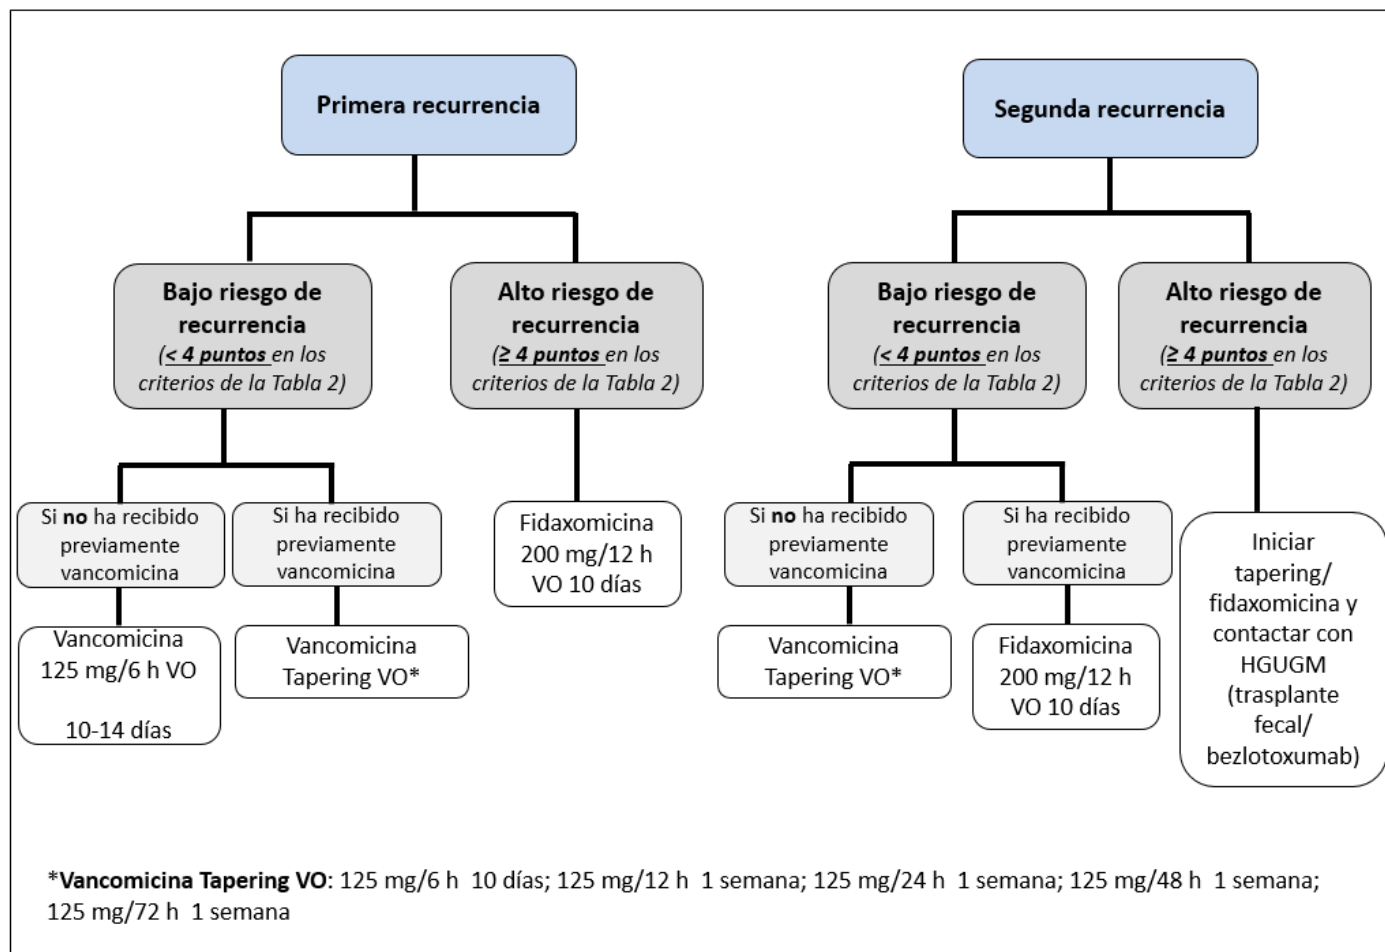 Primera recurrencia
Segunda recurrencia
Bajo riesgo de
recurrencia
(< 4 puntos en los
criterios de la Tabla 2)
Alto riesgo de
recurrencia
(≥ 4 puntos en los
criterios de la Tabla 2)
Bajo riesgo de
recurrencia
(< 4 puntos en los
criterios de la Tabla 2)
Alto riesgo de
recurrencia
(≥ 4 puntos en los
criterios de la Tabla 2)
Si no ha recibido
previamente
vancomicina
Si ha recibido
previamente
vancomicina
Fidaxomicina
200 mg/12 h
VO 10 días
Si no ha recibido
previamente
vancomicina
Si ha recibido
previamente
vancomicina
Iniciar
tapering/
fidaxomicina y
contactar con
HGUGM
(trasplante
fecal/
bezlotoxumab)
Vancomicina
125 mg/6 h VO
10-14 días
Vancomicina
Tapering VO*
Vancomicina
Tapering VO*
Fidaxomicina
200 mg/12 h
VO 10 días
*Vancomicina Tapering VO: 125 mg/6 h 10 días; 125 mg/12 h 1 semana; 125 mg/24 h 1 semana; 125 mg/48 h 1 semana;
125 mg/72 h 1 semana